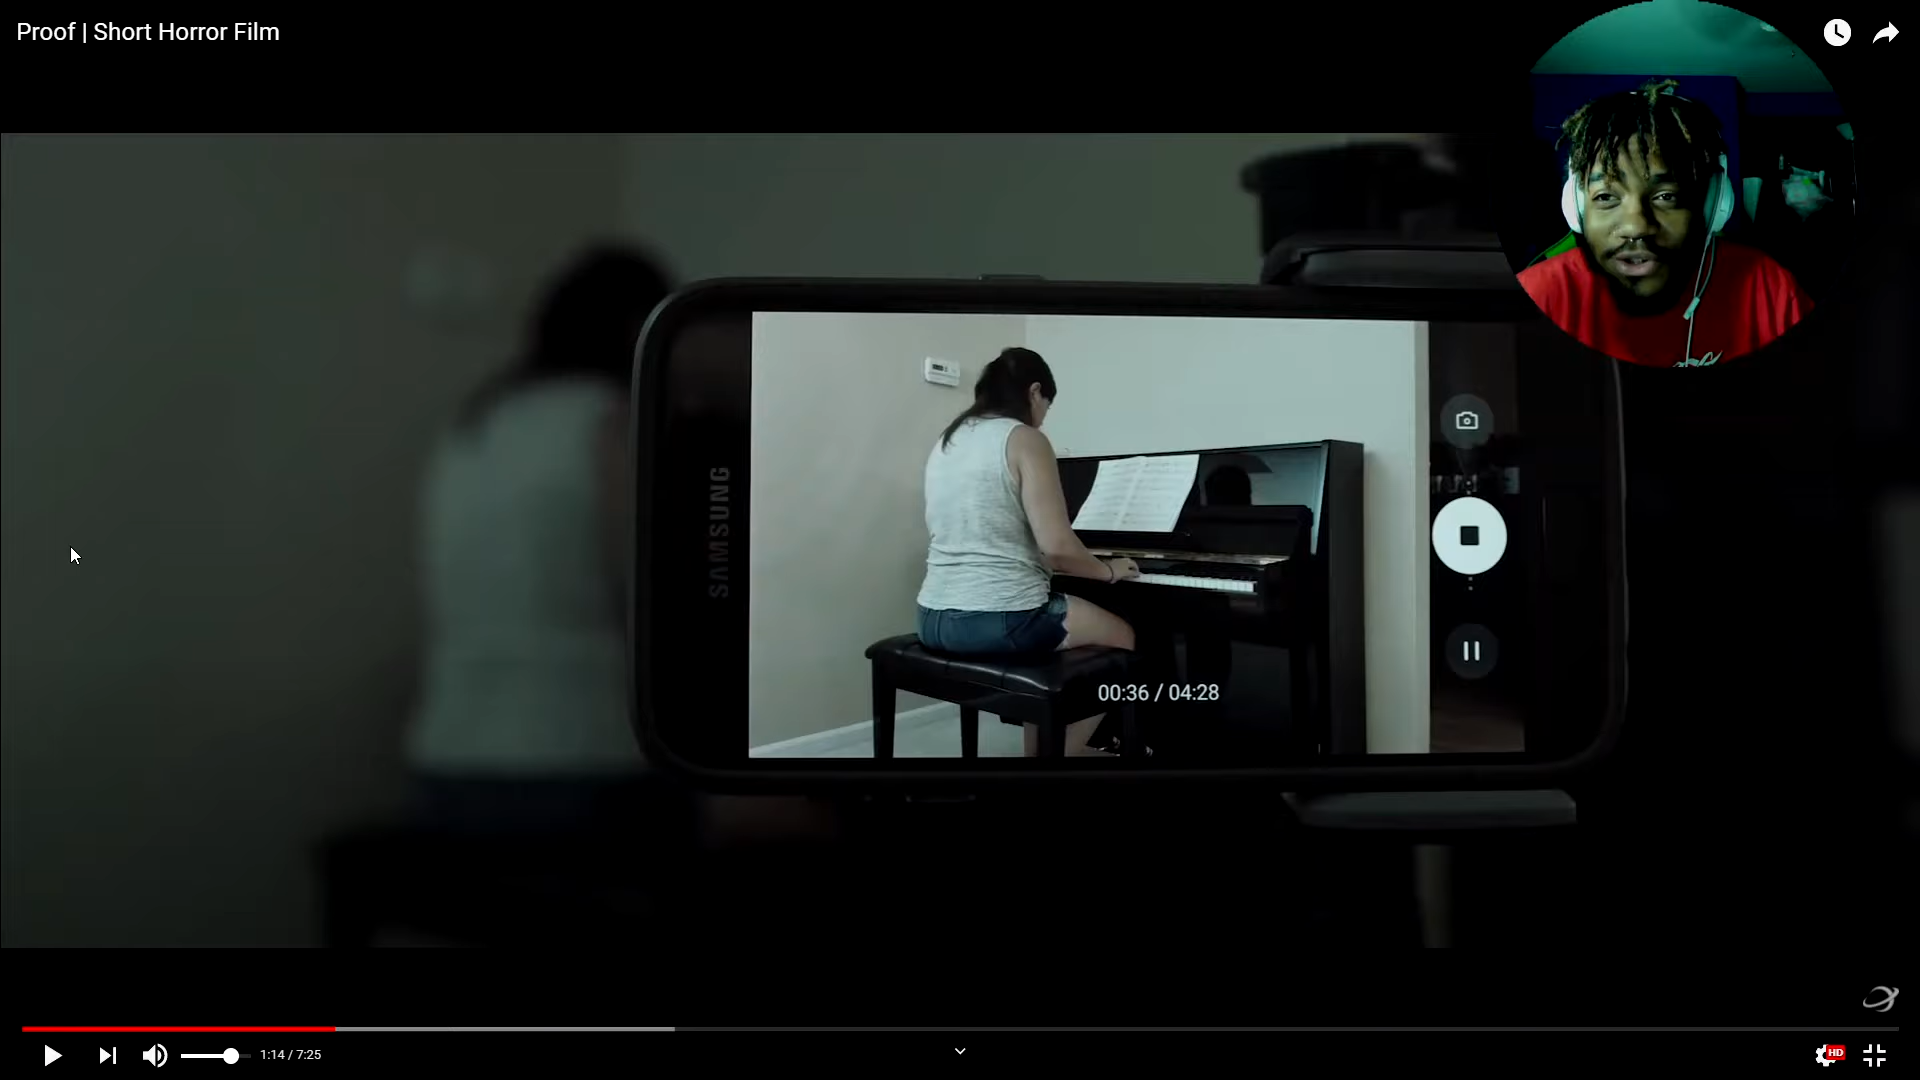 Proof | Short Horror Film
SAMSUNG
00:36 / 04:28
1:14 / 7:25
HD